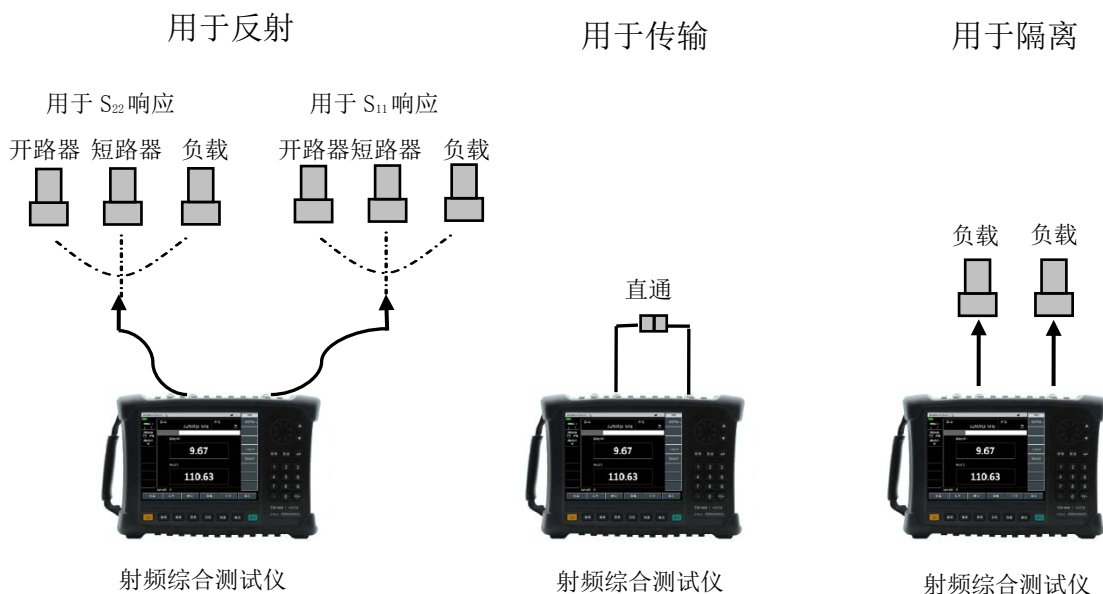 用于反射
用于传输
用于隔离
用于 S₂₂ 响应
用于 S₁₁ 响应
开路器 短路器 负载
开路器短路器 负载
负载 负载
直通
9.67
110.63
9.67
110.63
9.67
110.63
射频综合测试仪
射频综合测试仪
射频综合测试仪